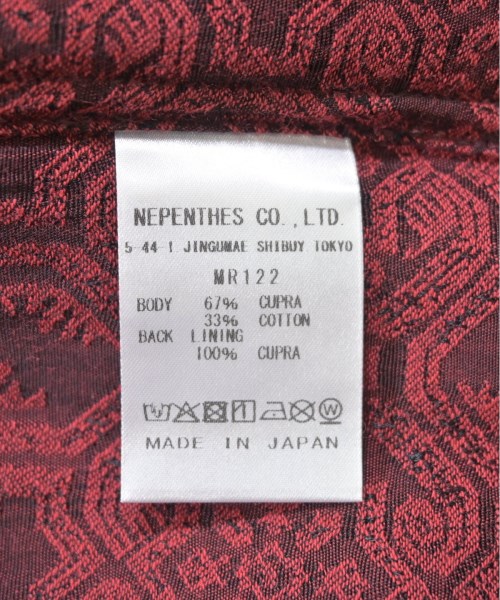 NEPENTHES CO.,LTD.
5-44-1 JINGUMAE SHIBUY TOKYO
MR122
BODY 67% CUPRA
33% COTTON
BACK LINING
100% CUPRA
MADE IN JAPAN